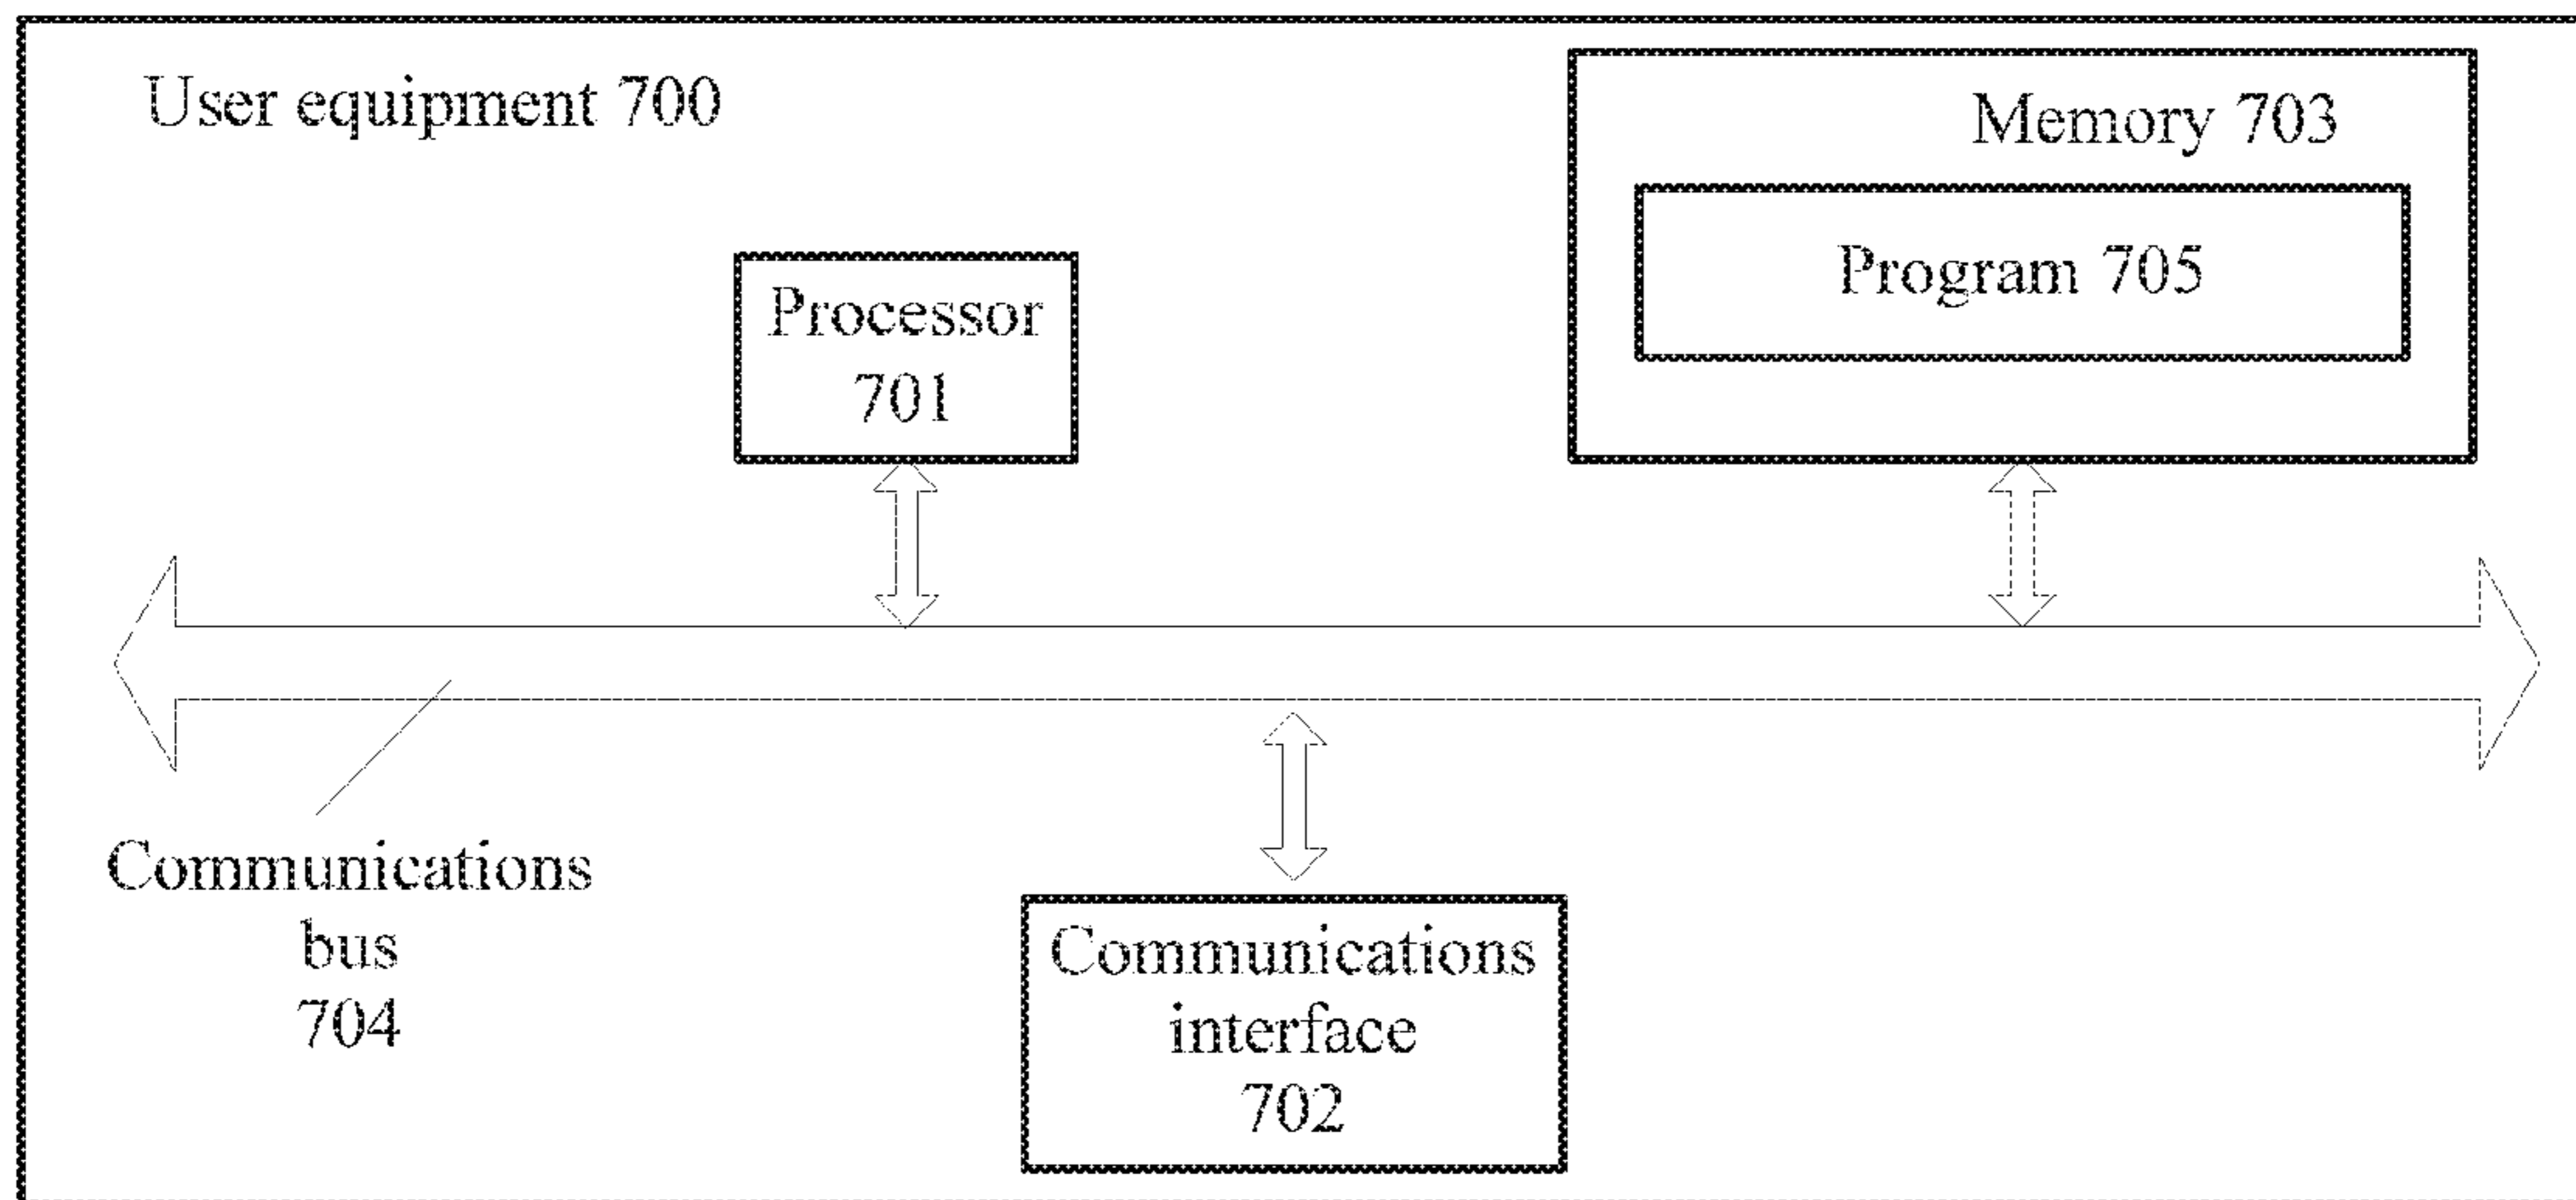 User equipment 700
Memory 703
Program 705
Processor
701
Communications
bus
704
Communications
interface
702